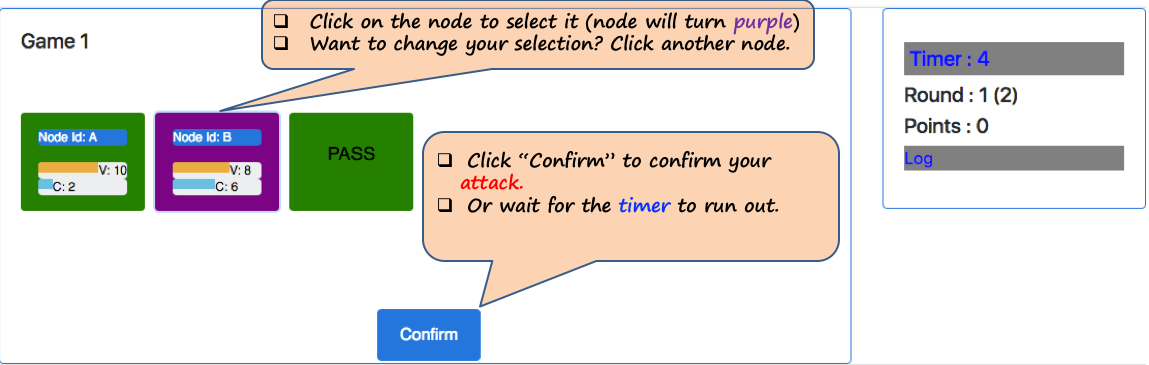 Game 1
❑ Click on the node to select it (node will turn purple)
❑ Want to change your selection? Click another node.
Node Id: A
V: 10
C: 2
Node Id: B
V: 8
C: 6
PASS
❑ Click “Confirm” to confirm your
attack.
❑ Or wait for the timer to run out.
Confirm
Timer : 4
Round : 1 (2)
Points : 0
Log